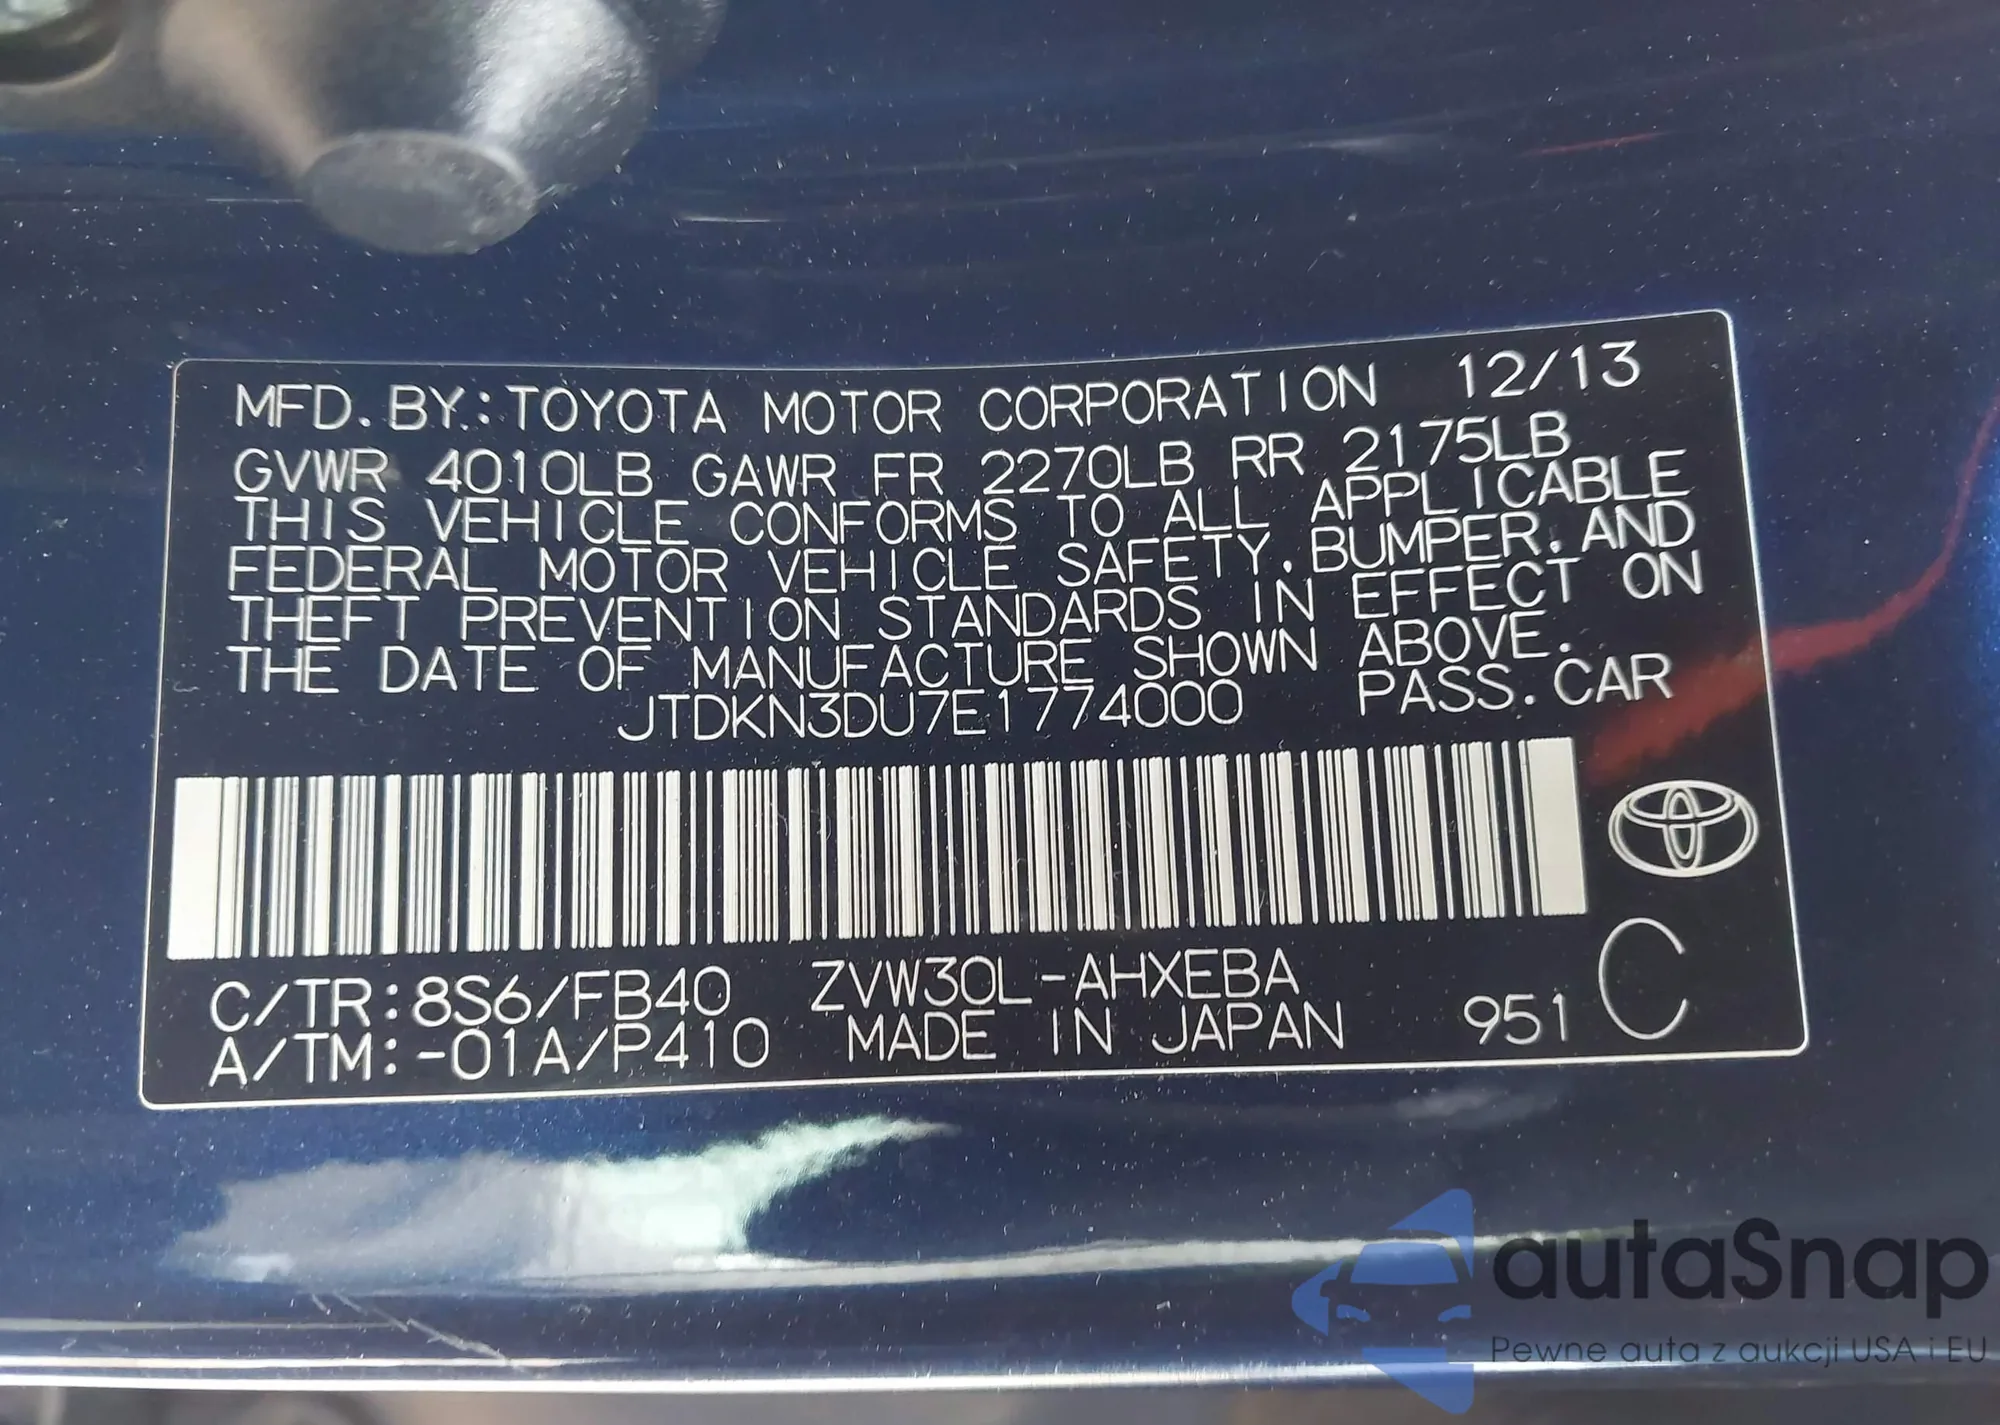 MFD. BY: TOYOTA MOTOR CORPORATION 12/13
GVWR 4010LB GAWR FR 2270LB RR 2175LB
THIS VEHICLE CONFORMS TO ALL APPLICABLE
FEDERAL MOTOR VEHICLE SAFETY, BUMPER, AND
THEFT PREVENTION STANDARDS IN EFFECT ON
THE DATE OF MANUFACTURE SHOWN ABOVE.
JTDKN3DU7E1774000 PASS. CAR
C/TR: 8S6/FB40 ZVW30L-AHXEBA
A/TM: -01A/P410 MADE IN JAPAN 951 C
autaSnap
Pewne auta z aukcji USA i EU